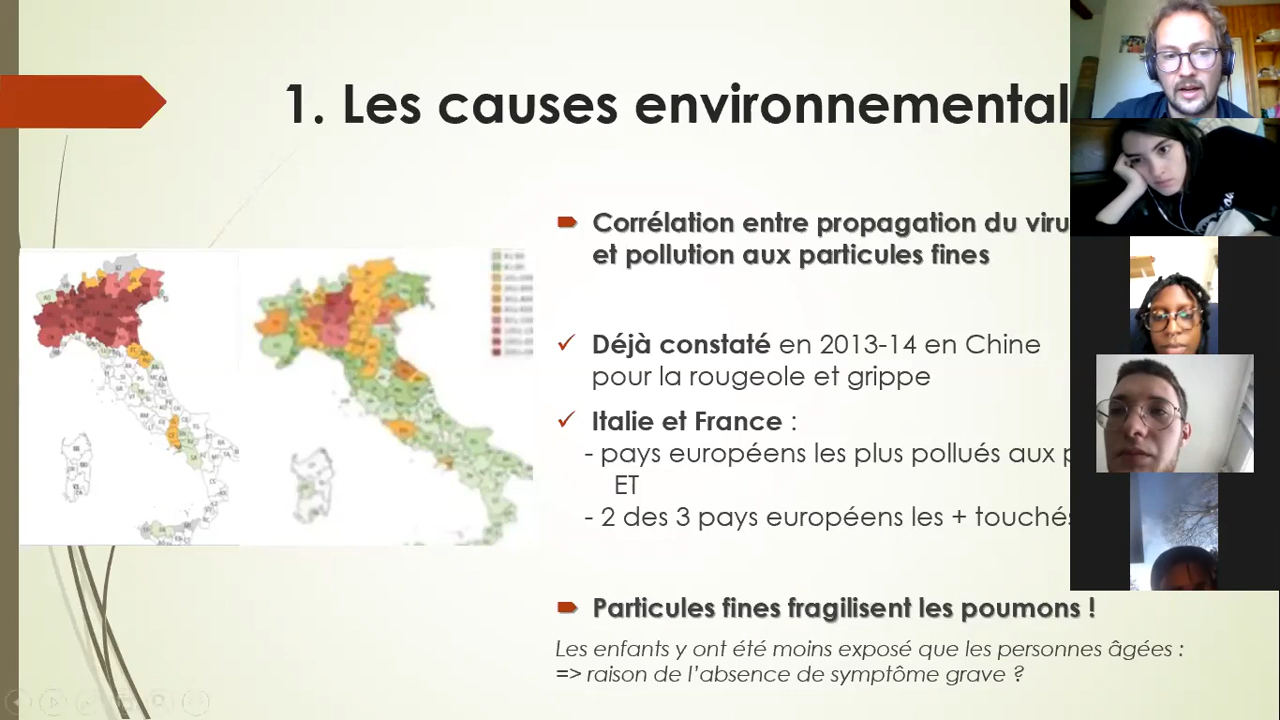 1. Les causes environnemental
Corrélation entre propagation du viru
et pollution aux particules fines
Déjà constaté en 2013-14 en Chine
pour la rougeole et grippe
Italie et France :
- pays européens les plus pollués aux p
ET
- 2 des 3 pays européens les + touchés
Particules fines fragilisent les poumons !
Les enfants y ont été moins exposé que les personnes âgées :
=> raison de l'absence de symptôme grave ?